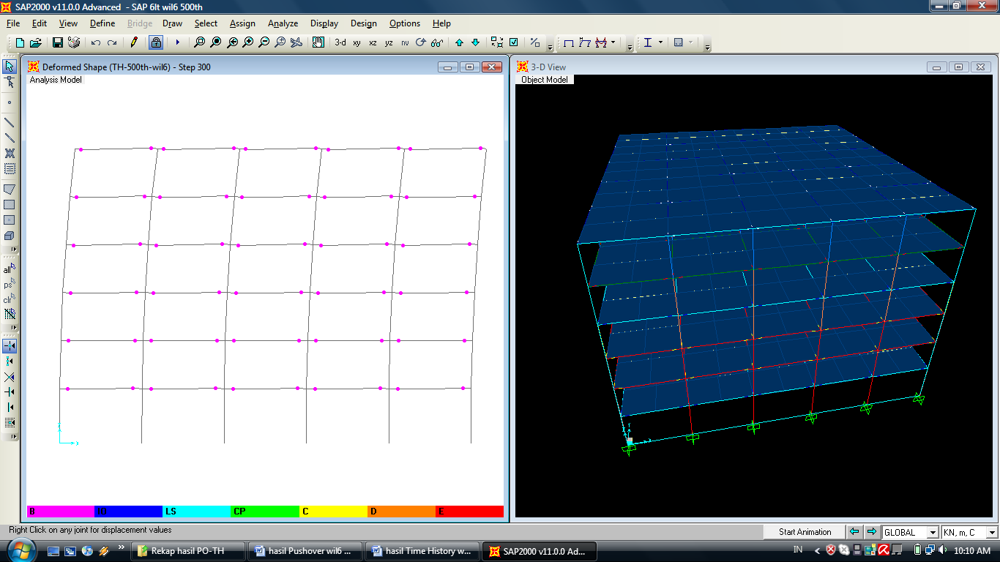 SAP2000 v11.0.0 Advanced - SAP 6lt wil6 500th
File Edit View Define Bridge Draw Select Assign Analyze Display Design Options Help
3-d xy xz yz nv
Deformed Shape (TH-500th-wil6) - Step 300
3-D View
Analysis Model
Object Model
all
ps
clr
B IO LS CP C D E
Right Click on any joint for displacement values
Start Animation
GLOBAL
KN, m, C
Rekap hasil PO-TH
hasil Pushover wil6 ...
hasil Time History w...
SAP2000 v11.0.0 Ad...
IN
10:10 AM